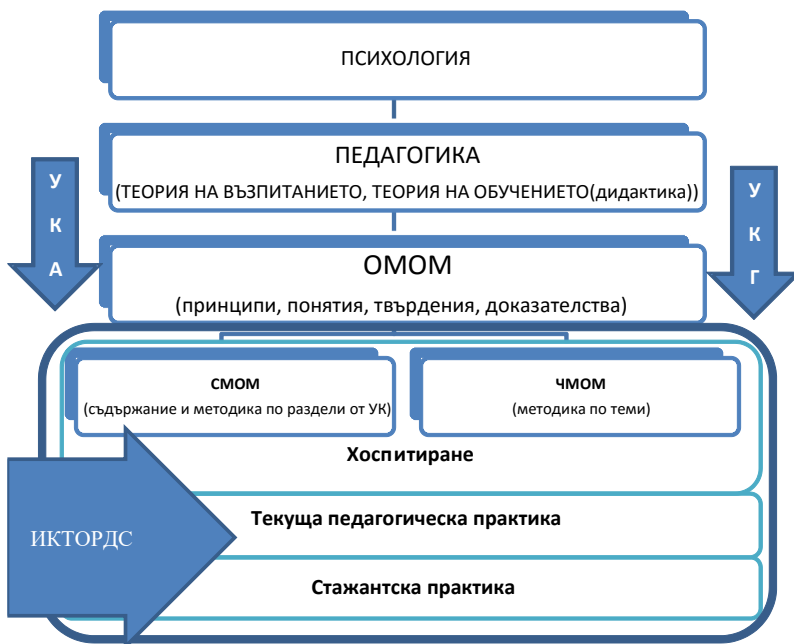 ПСИХОЛОГИЯ
ПЕДАГОГИКА
(ТЕОРИЯ НА ВЪЗПИТАНИЕТО, ТЕОРИЯ НА ОБУЧЕНИЕТО(дидактика))
У
К
А
У
К
Г
ОМОМ
(принципи, понятия, твърдения, доказателства)
СМОМ
(съдържание и методика по раздели от УК)
ЧМОМ
(методика по теми)
Хоспитиране
ИКТОРДС
Текуща педагогическа практика
Стажантска практика